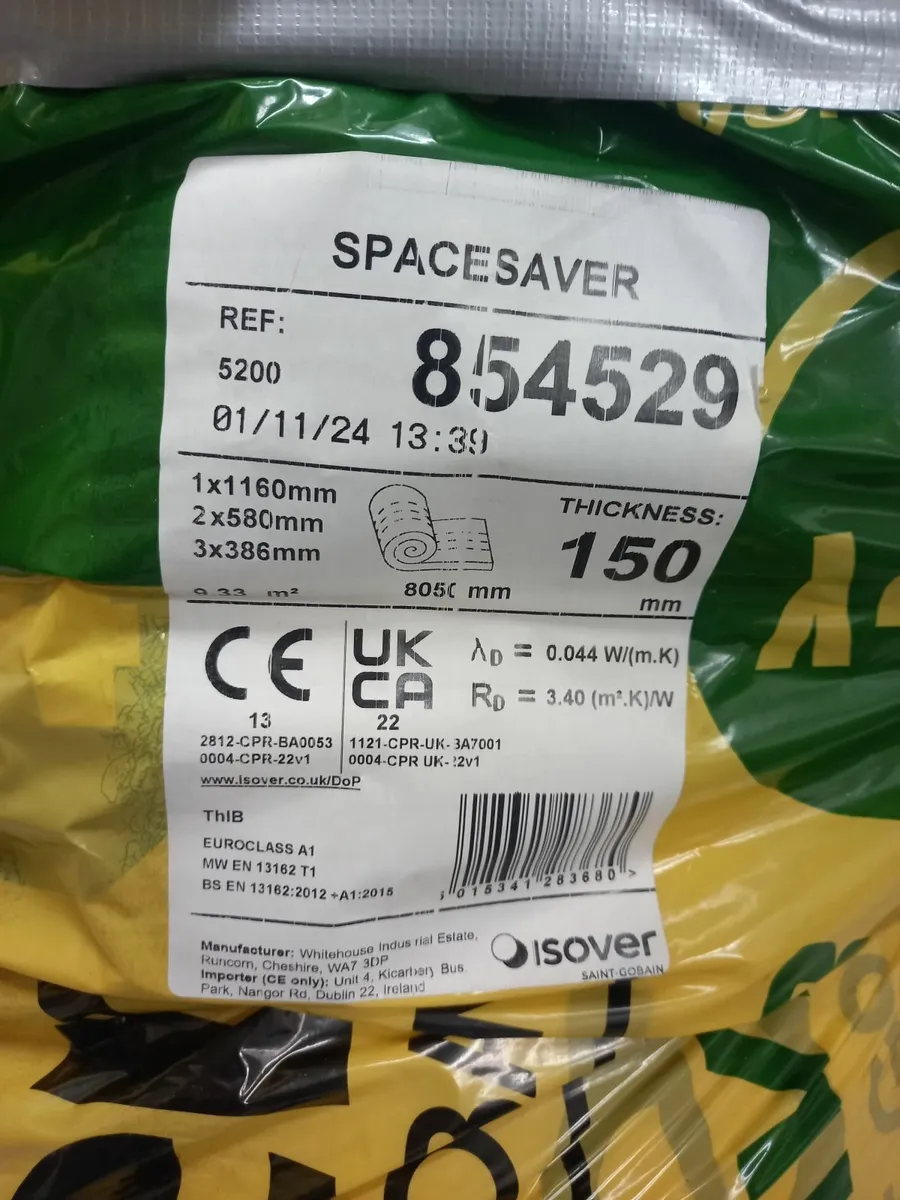 SPACESAVER
REF:
5200
854529
01/11/24 13:39
1x1160mm
2x580mm
3x386mm
9.33 m²
8050 mm
THICKNESS:
150
mm
CE
13
2812-CPR-BA0053
0004-CPR-22v1
www.isover.co.uk/DoP
UK
CA
22
1121-CPR-UK-BA7001
0004-CPR UK-22v1
λD = 0.044 W/(m.K)
RD = 3.40 (m².K)/W
ThIB
EUROCLASS A1
MW EN 13162 T1
BS EN 13162:2012 +A1:2015
5 015341 283680 >
Manufacturer: Whitehouse Industrial Estate,
Runcorn, Cheshire, WA7 3DP
Importer (CE only): Unit 4, Kilcarbery Bus.
Park, Nangor Rd, Dublin 22, Ireland
isover
SAINT-GOBAIN